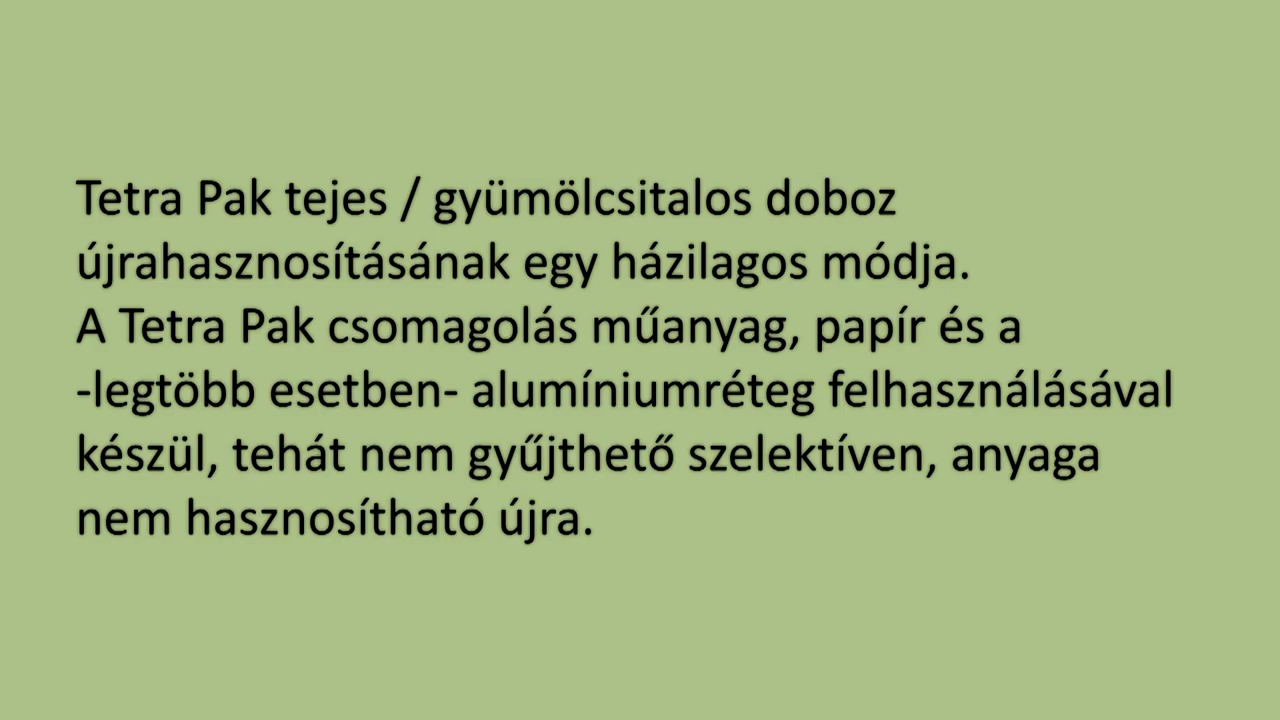 Tetra Pak tejes / gyümölcsitalos doboz
újrahasznosításának egy házilagos módja.
A Tetra Pak csomagolás műanyag, papír és a
-legtöbb esetben- alumíniumréteg felhasználásával
készül, tehát nem gyűjthető szelektíven, anyaga
nem hasznosítható újra.